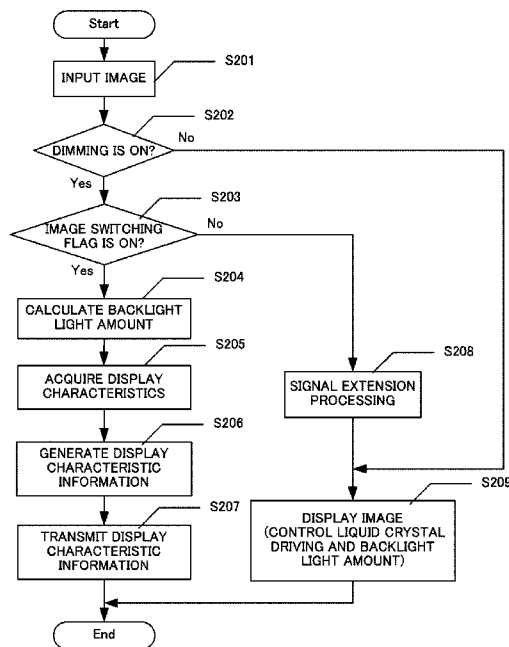 Start
S201
INPUT IMAGE
S202
DIMMING IS ON?
No
Yes
S203
IMAGE SWITCHING
FLAG IS ON?
No
Yes
S204
CALCULATE BACKLIGHT
LIGHT AMOUNT
S205
ACQUIRE DISPLAY
CHARACTERISTICS
S208
SIGNAL EXTENSION
PROCESSING
S206
GENERATE DISPLAY
CHARACTERISTIC
INFORMATION
S207
TRANSMIT DISPLAY
CHARACTERISTIC
INFORMATION
S209
DISPLAY IMAGE
(CONTROL LIQUID CRYSTAL
DRIVING AND BACKLIGHT
LIGHT AMOUNT)
End